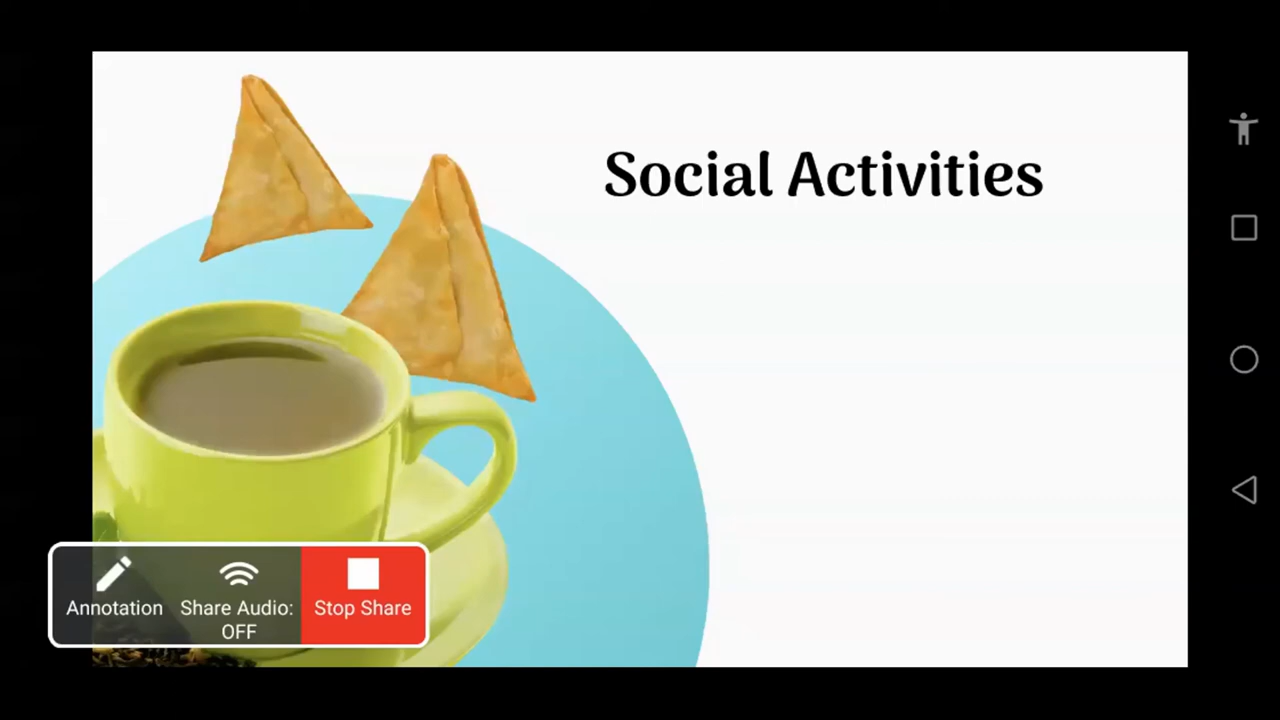 Social Activities
Annotation
Share Audio:
OFF
Stop Share